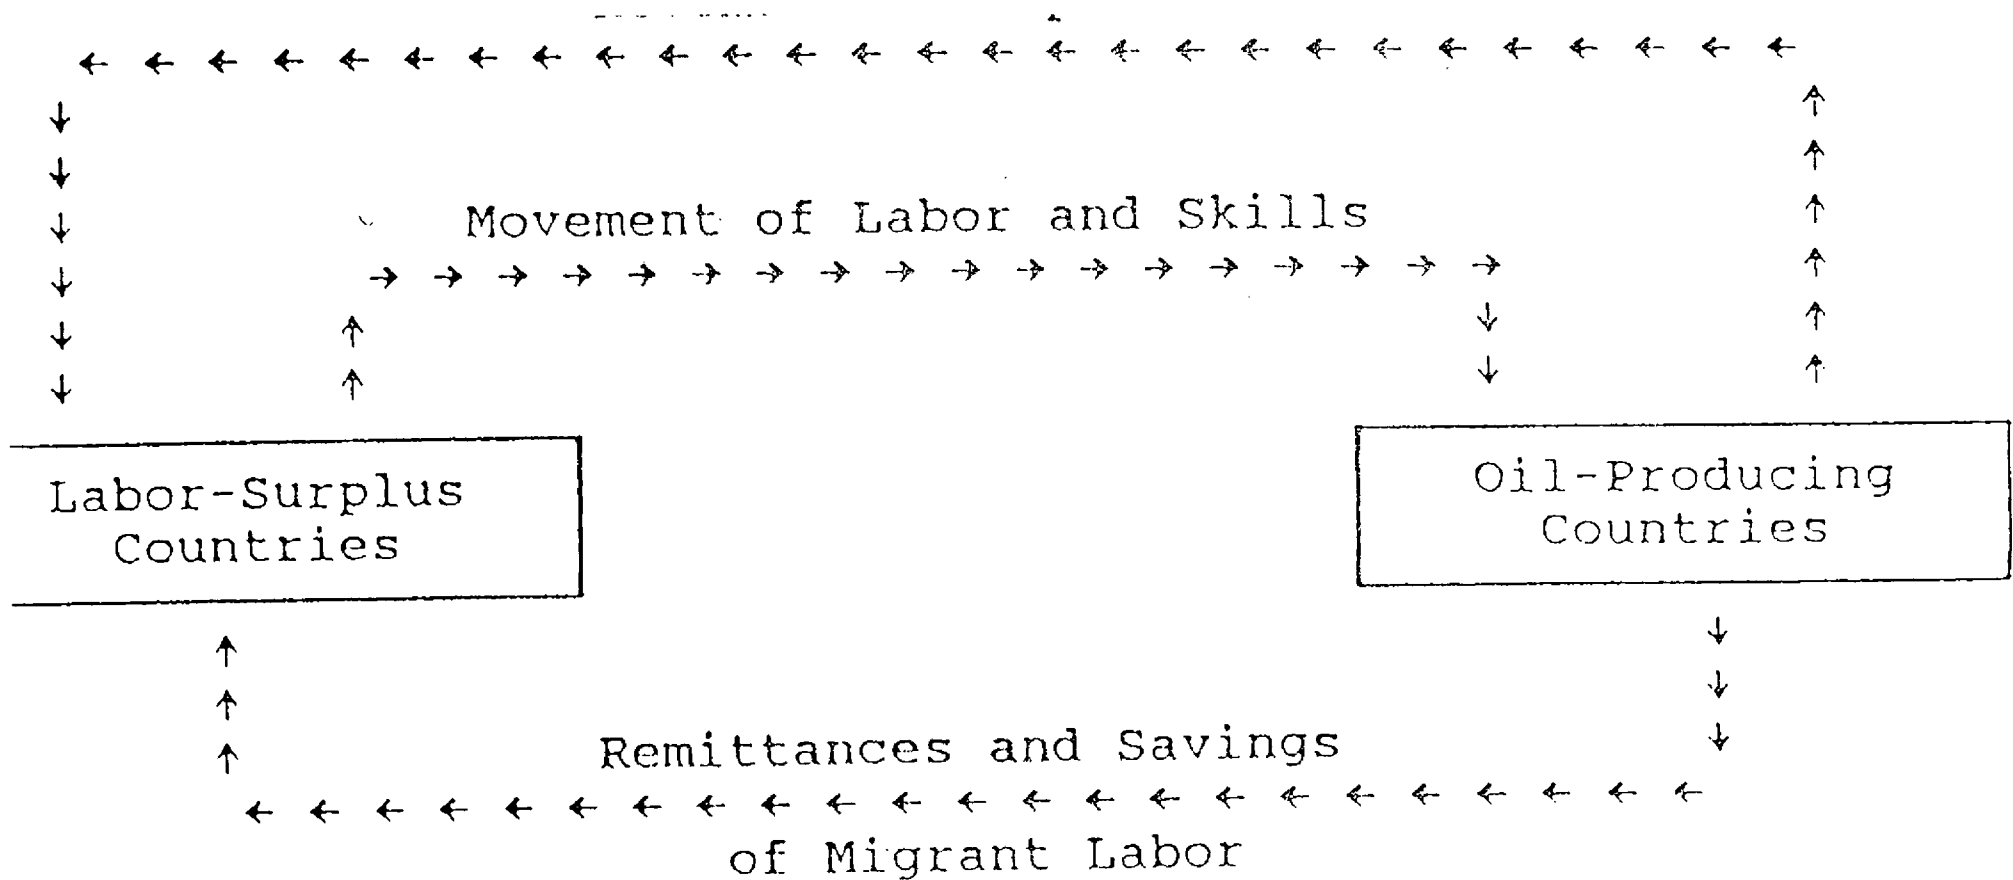 Movement of Labor and Skills
Labor-Surplus
Countries
Oil-Producing
Countries
Remittances and Savings
of Migrant Labor